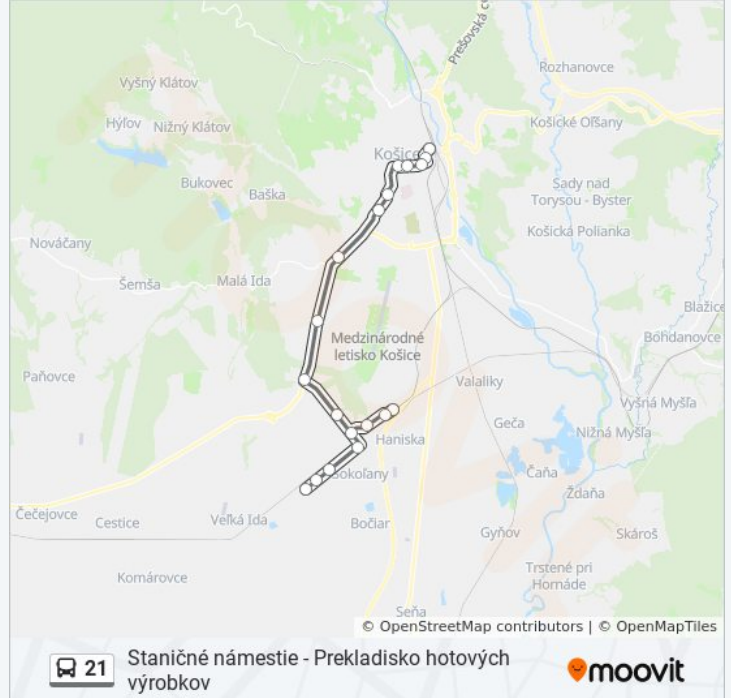 Prešovská c
Rozhanovce
Vyšný Klátov
Košické Oľšany
Hýľov
Nižný Klátov
Košice
Bukovec
Baška
Sady nad
Torysou - Byster
Košická Polianka
Nováčany
Šemša
Malá Ida
Blažice
Medzinárodné
letisko Košice
Bohdanovce
Paňovce
Valaliky
Vyšná Myšľa
Geča
Nižná Myšľa
Haniska
Sokoľany
Čaňa
Ždaňa
Čečejovce
Cestice
Veľká Ida
Bočiar
Gyňov
Skároš
Komárovce
Trstené pri
Hornáde
Seňa
© OpenStreetMap contributors | © OpenMapTiles
21
Staničné námestie - Prekladisko hotových
výrobkov
moovit